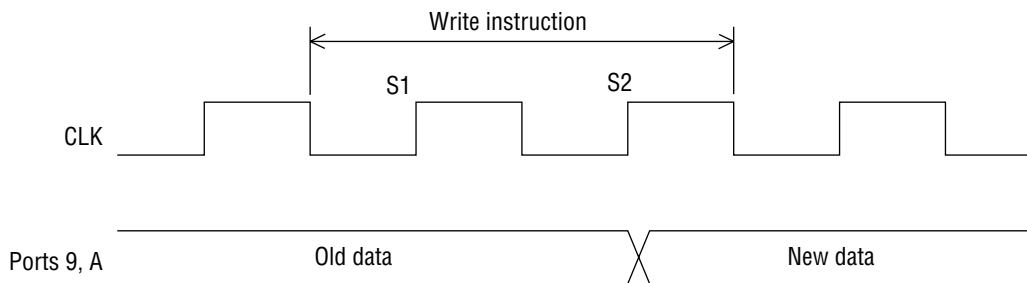 Write instruction
S1
S2
CLK
Ports 9, A
Old data
New data